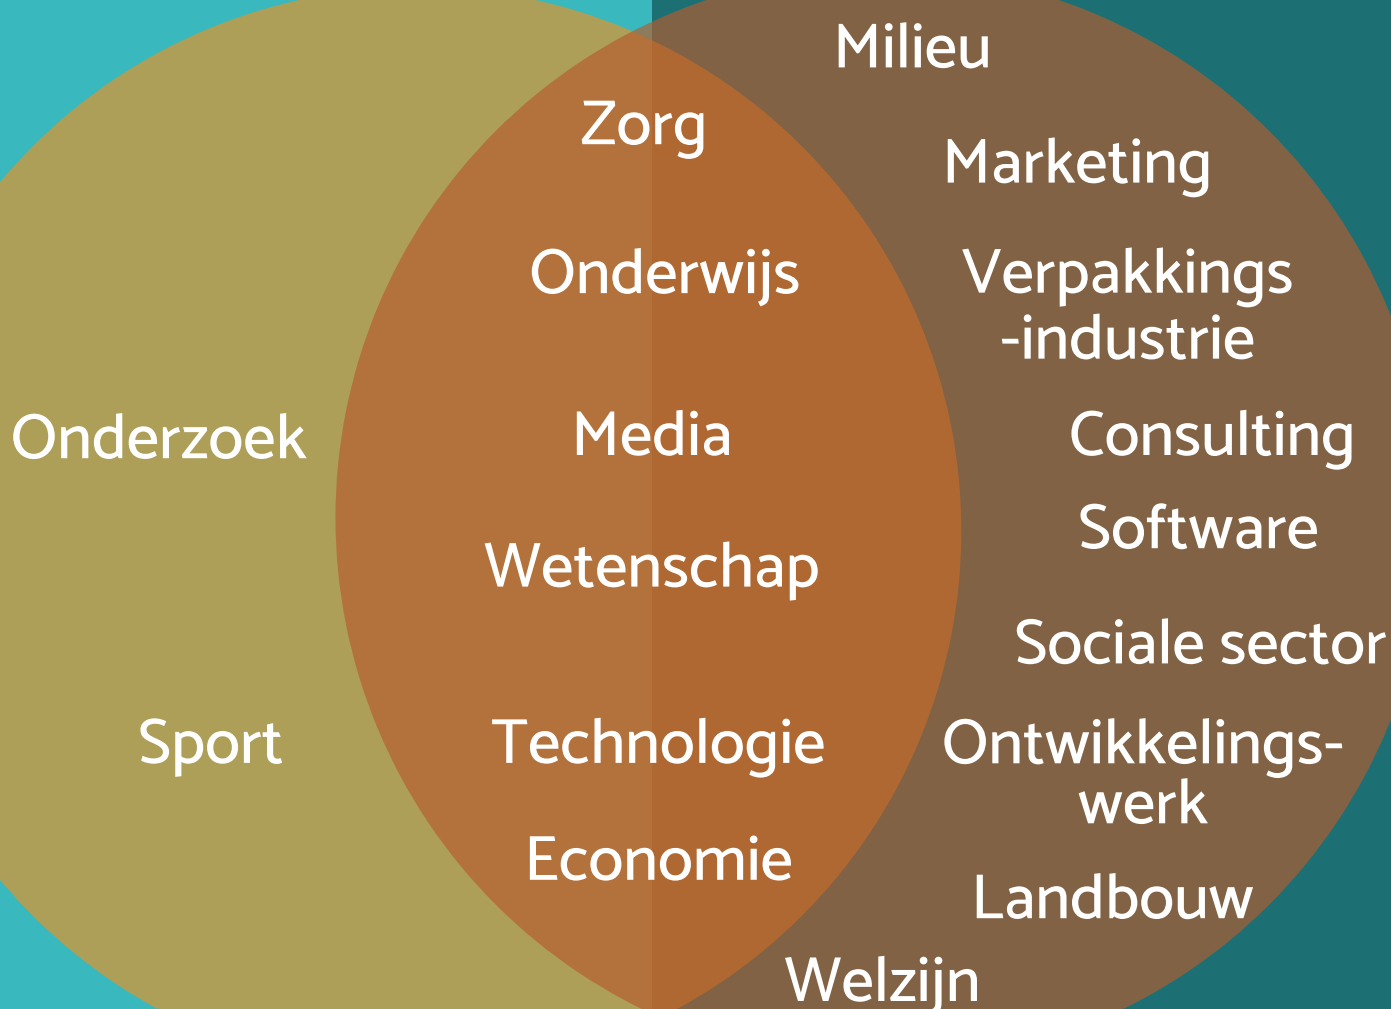 Milieu
Zorg
Marketing
Onderwijs
Verpakkings
-industrie
Onderzoek
Media
Consulting
Software
Wetenschap
Sociale sector
Sport
Technologie
Ontwikkelings-
werk
Economie
Landbouw
Welzijn